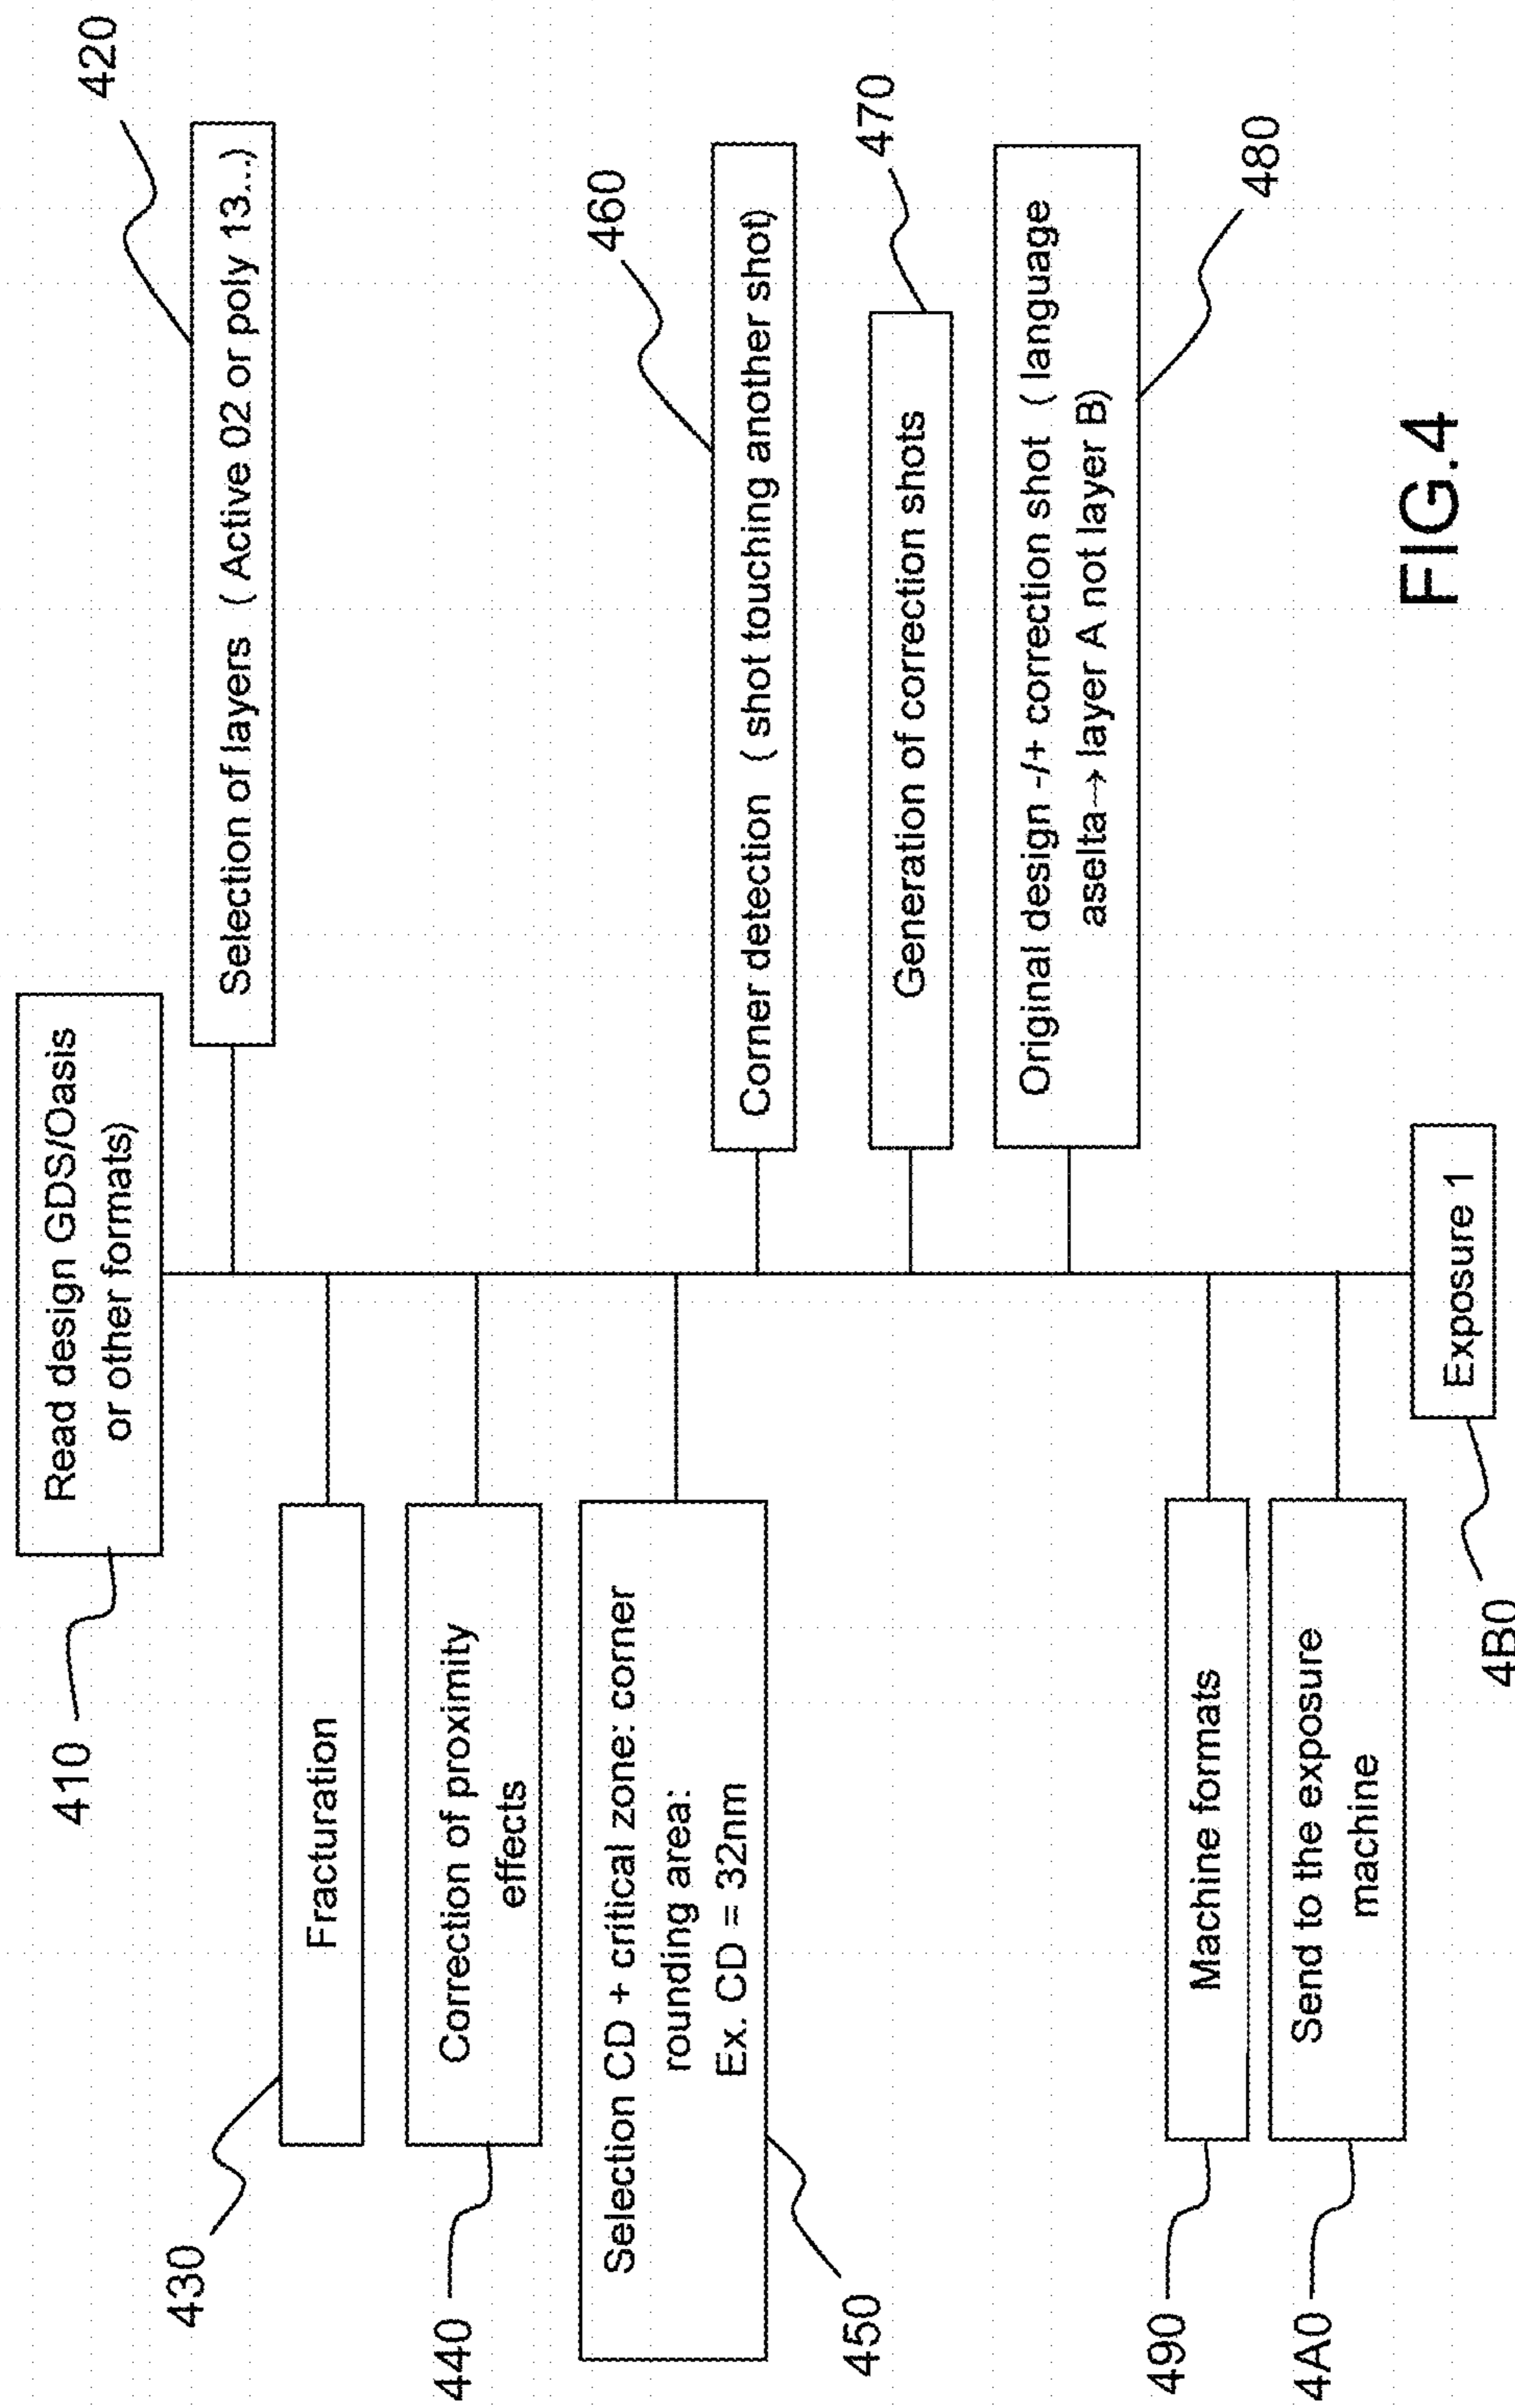 410
Read design GDS/Oasis
or other formats)
420
Selection of layers ( Active 02 or poly 13...)
430
Fracturation
440
Correction of proximity
effects
450
Selection CD + critical zone: corner
rounding area:
Ex. CD = 32nm
460
Corner detection ( shot touching another shot)
470
Generation of correction shots
480
Original design -/+ correction shot ( language
aselta→ layer A not layer B)
490
Machine formats
4A0
Send to the exposure
machine
4B0
Exposure 1
FIG.4